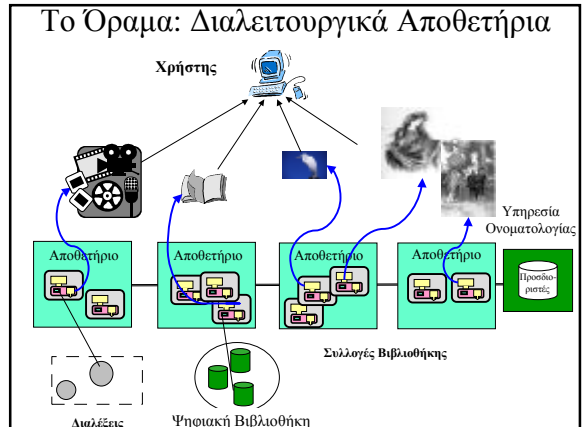 Το Όραμα: Διαλειτουργικά Αποθετήρια
Χρήστης
Υπηρεσία
Ονοματολογίας
Αποθετήριο
Αποθετήριο
Αποθετήριο
Αποθετήριο
Προσδιο-
ριστές
Συλλογές Βιβλιοθήκης
Διαλέξεις
Ψηφιακή Βιβλιοθήκη